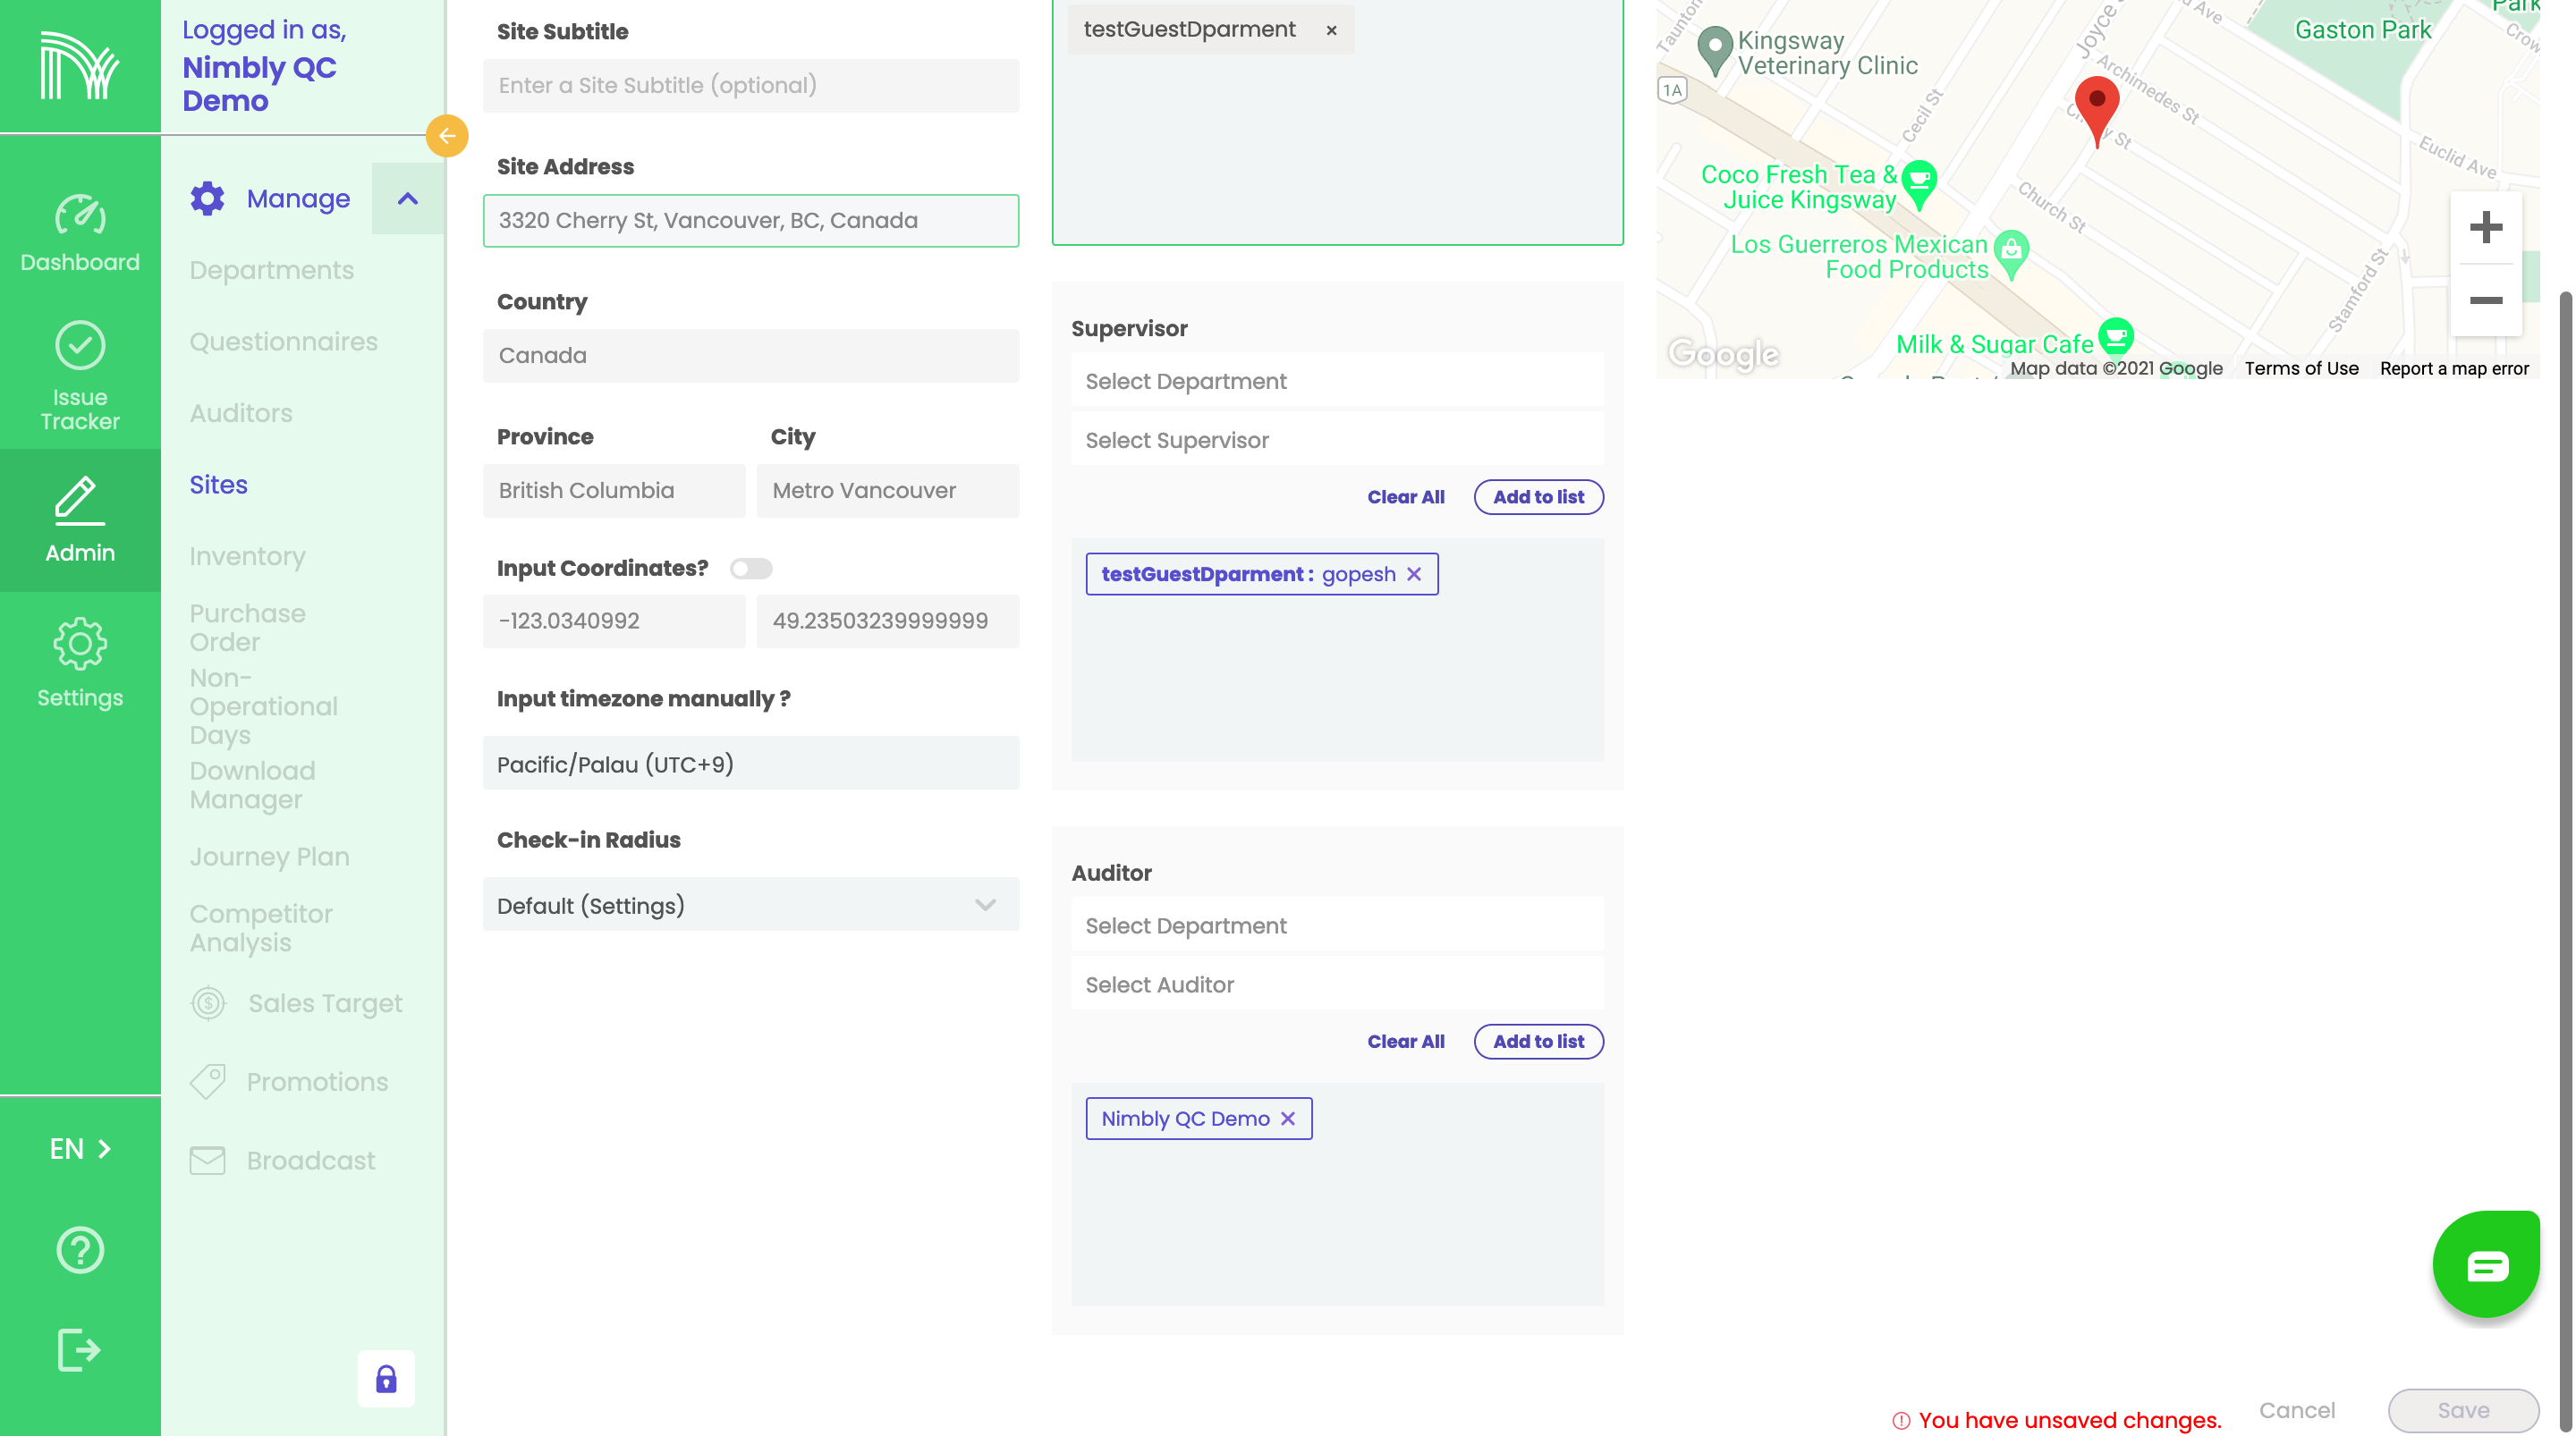 Logged in as,
Nimbly QC
Demo
Dashboard
Issue
Tracker
Admin
Settings
EN
Manage
Departments
Questionnaires
Auditors
Sites
Inventory
Purchase
Order
Non-
Operational
Days
Download
Manager
Journey Plan
Competitor
Analysis
Sales Target
Promotions
Broadcast
Site Subtitle
Enter a Site Subtitle (optional)
Site Address
3320 Cherry St, Vancouver, BC, Canada
Country
Canada
Province City
British Columbia Metro Vancouver
Input Coordinates?
-123.0340992 49.23503239999999
Input timezone manually ?
Pacific/Palau (UTC+9)
Check-in Radius
Default (Settings)
testGuestDparment ×
Supervisor
Select Department
Select Supervisor
Clear All Add to list
testGuestDparment : gopesh ×
Auditor
Select Department
Select Auditor
Clear All Add to list
Nimbly QC Demo ×
Taunton
Kingsway
Veterinary Clinic
1A
Joyce
Ave
Park
Gaston Park
Crow
Archimedes St
Cecil St
Euclid Ave
Coco Fresh Tea &
Juice Kingsway
Church St
Los Guerreros Mexican
Food Products
Stamford St
Milk & Sugar Cafe
Google
Map data ©2021 Google Terms of Use Report a map error
You have unsaved changes.
Cancel
Save